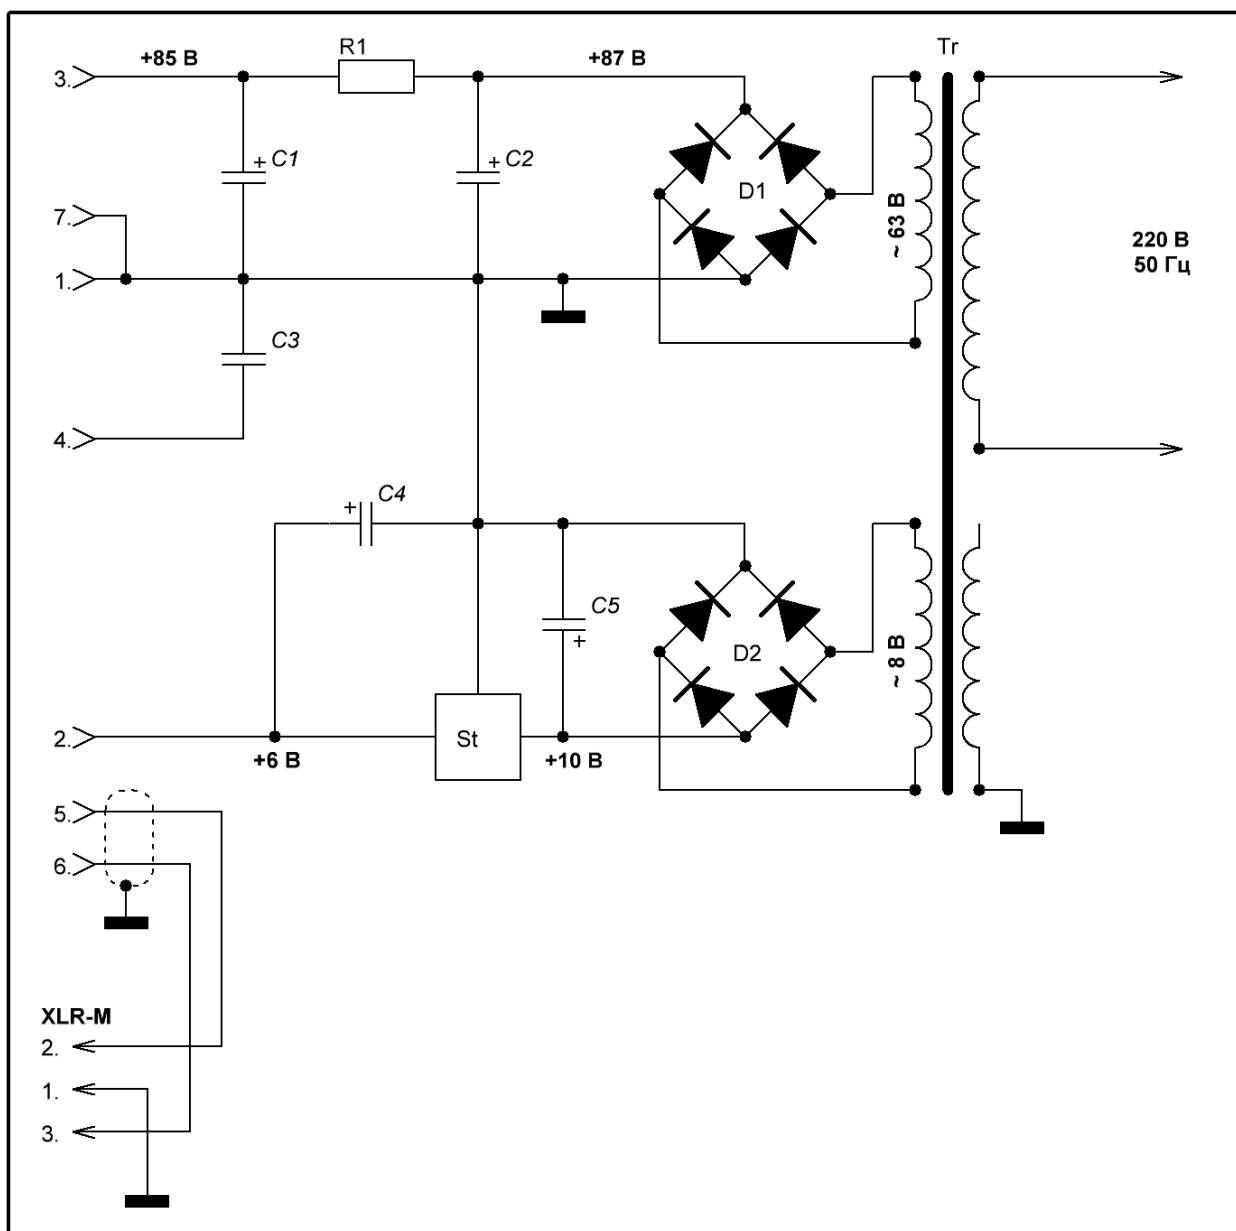 R1
Tr
3.
+85 В
+87 В
C1
C2
D1
~ 63 В
7.
1.
220 В
50 Гц
C3
4.
C4
C5
D2
~ 8 В
2.
St
+6 В
+10 В
5.
6.
XLR-M
2.
1.
3.